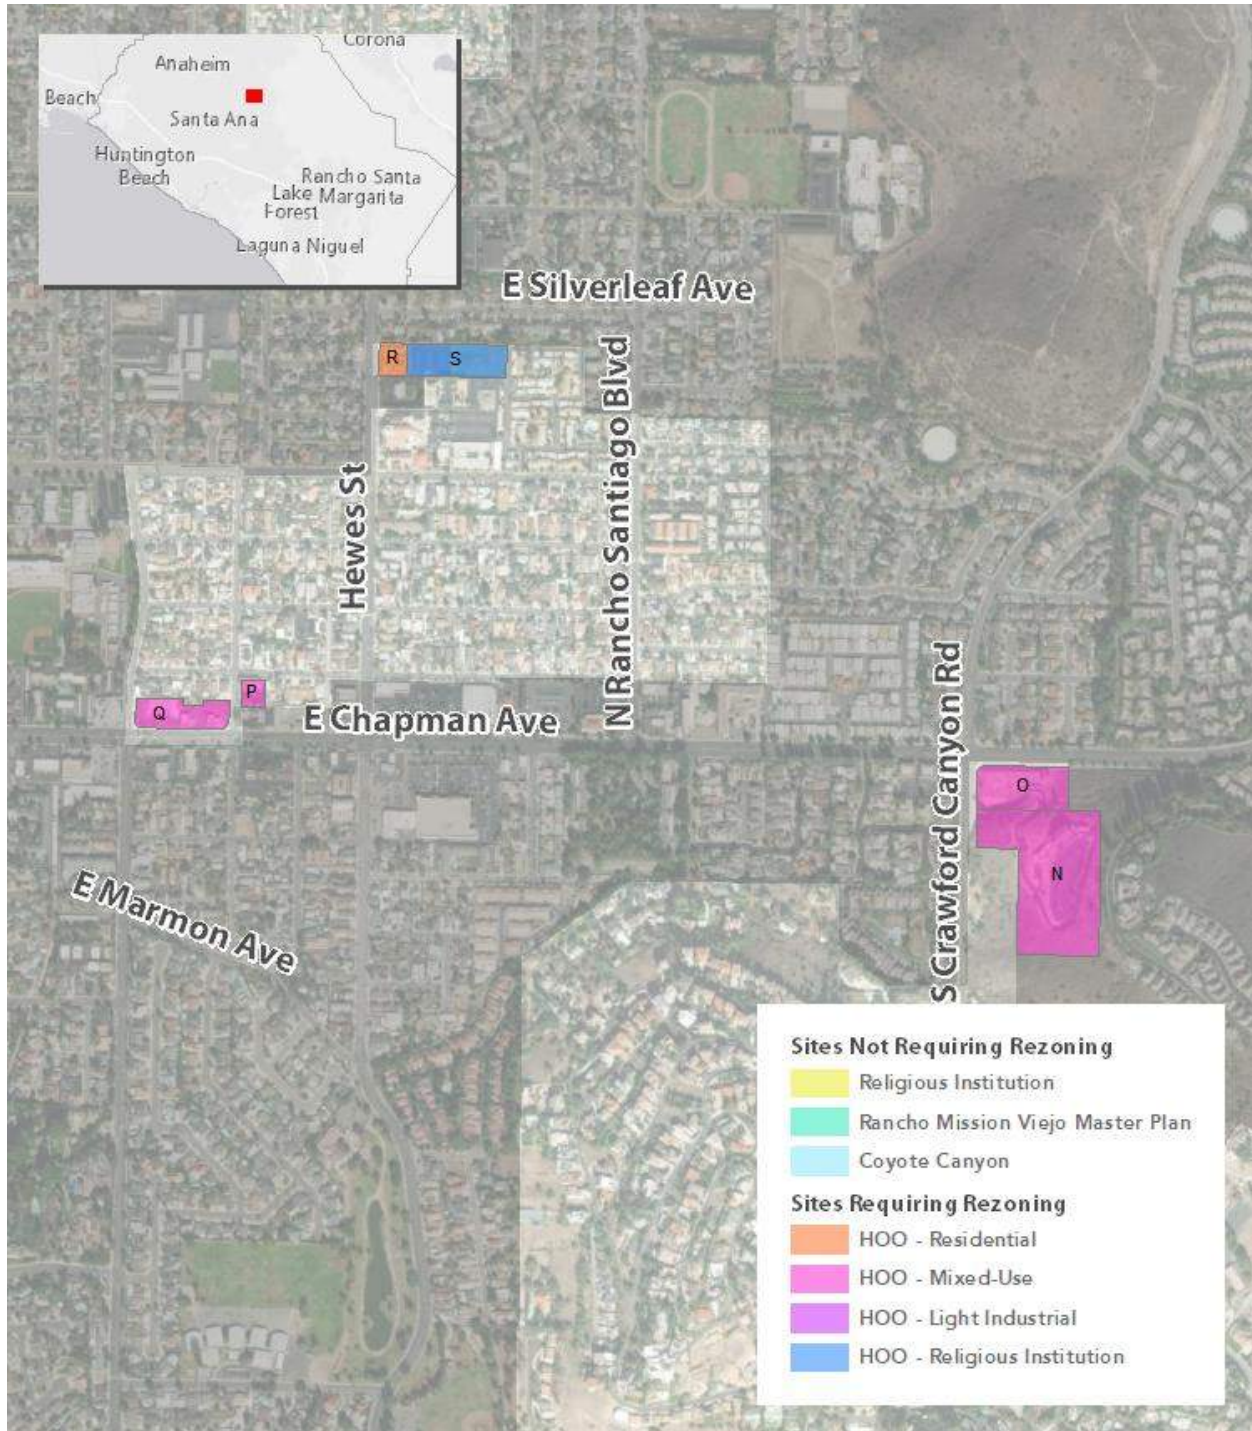 Corona
Anaheim
Beach
Santa Ana
Huntington
Beach
Rancho Santa
Lake Margarita
Forest
Laguna Niguel
E Silverleaf Ave
R
S
N Rancho Santiago Blvd
Hewes St
P
Q
E Chapman Ave
S Crawford Canyon Rd
O
N
E Marmon Ave
Sites Not Requiring Rezoning
Religious Institution
Rancho Mission Viejo Master Plan
Coyote Canyon
Sites Requiring Rezoning
HOO - Residential
HOO - Mixed-Use
HOO - Light Industrial
HOO - Religious Institution